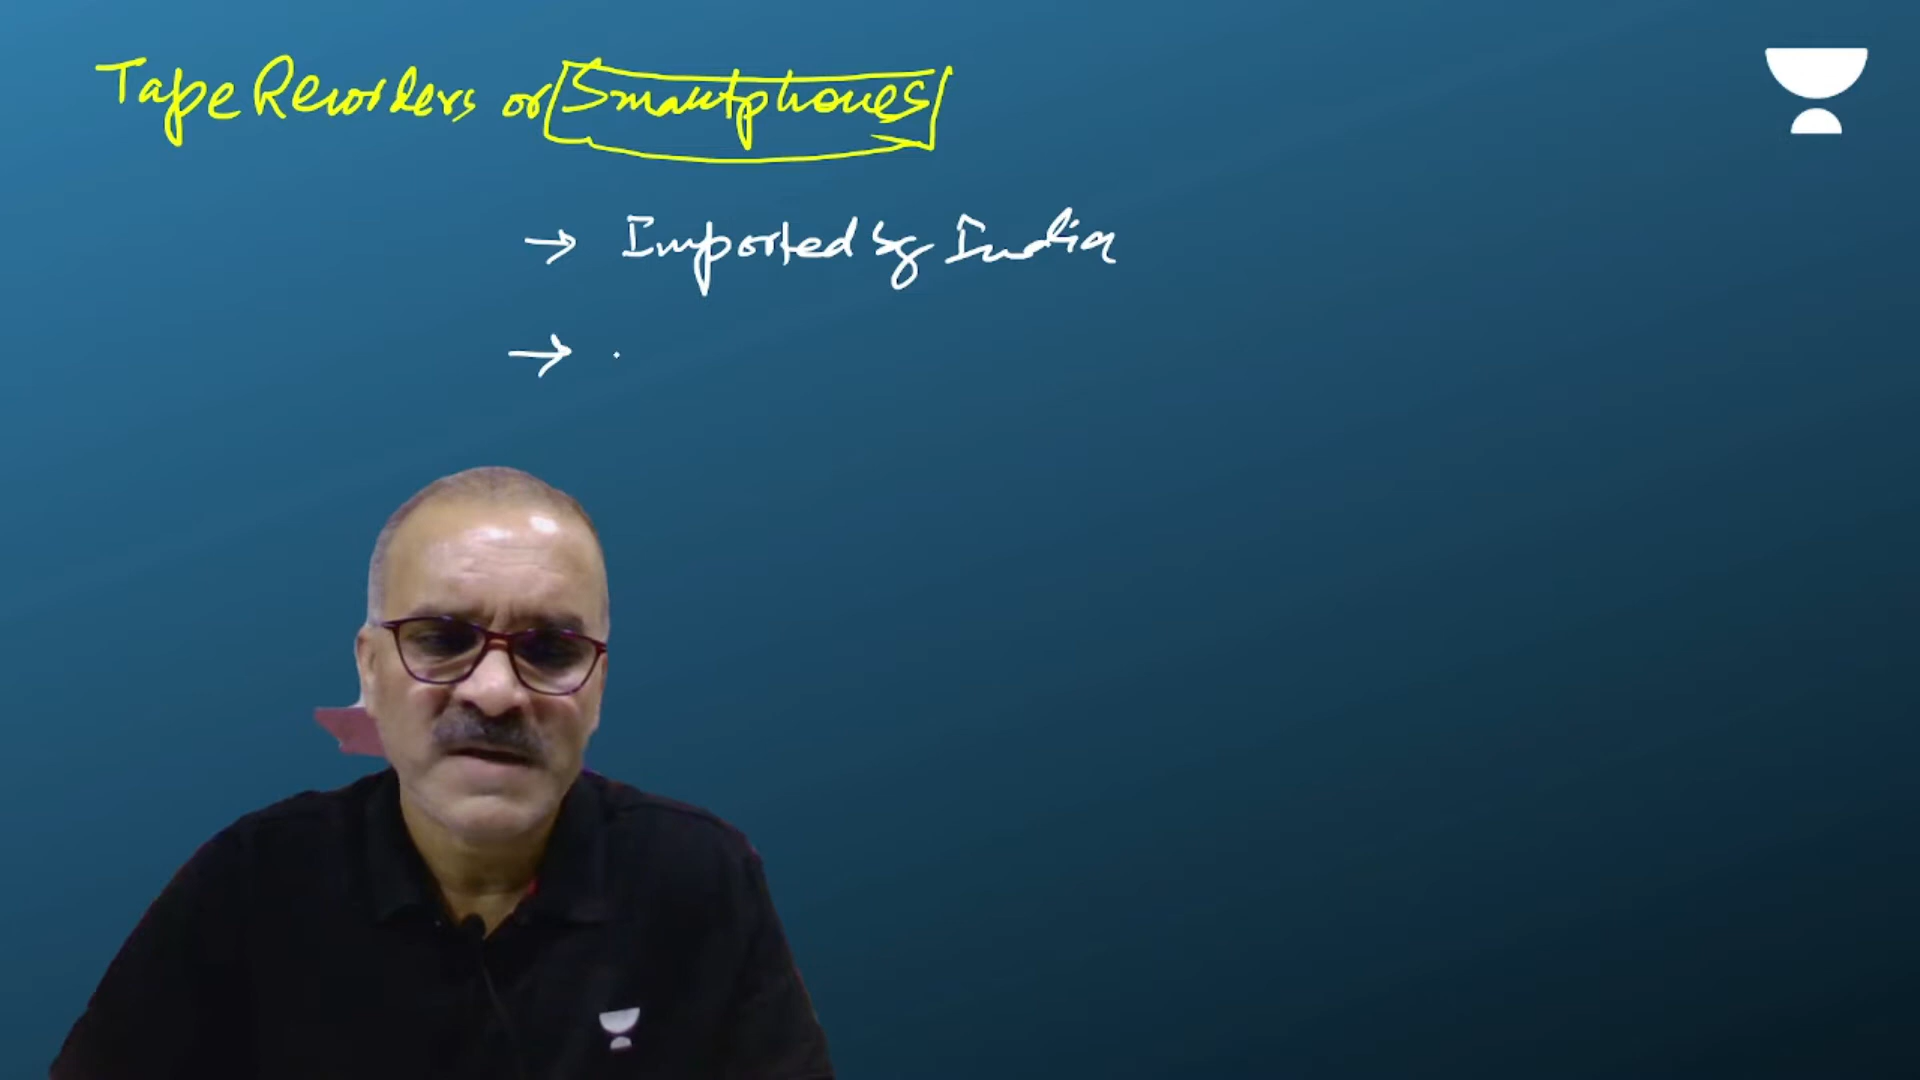 Tape Recorders or Smartphones
→ Imported by India
→ .